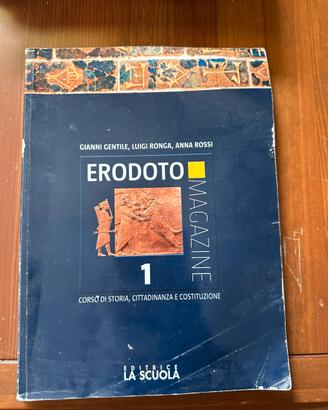 GIANNI GENTILE, LUIGI RONGA, ANNA ROSSI
ERODOTO
MAGAZINE
1
CORSO DI STORIA, CITTADINANZA E COSTITUZIONE
EDITRICE
LA SCUOLA